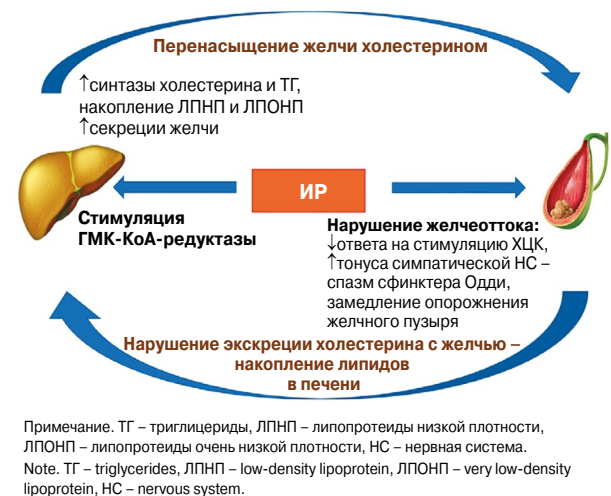 Перенасыщение желчи холестерином
↑синтазы холестерина и ТГ,
накопление ЛПНП и ЛПОНП
↑секреции желчи
ИР
Стимуляция
ГМК-КоА-редуктазы
Нарушение желчеоттока:
↓ответа на стимуляцию ХЦК,
↑тонуса симпатической НС –
спазм сфинктера Одди,
замедление опорожнения
желчного пузыря
Нарушение экскреции холестерина с желчью –
накопление липидов
в печени
Примечание. ТГ – триглицериды, ЛПНП – липопротеиды низкой плотности,
ЛПОНП – липопротеиды очень низкой плотности, НС – нервная система.
Note. ТГ – triglycerides, ЛПНП – low-density lipoprotein, ЛПОНП – very low-density
lipoprotein, НС – nervous system.